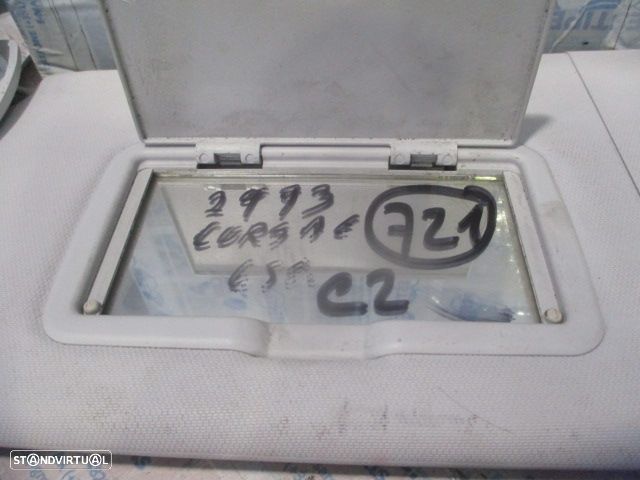 2993
CORSA C
721
ESQ
C2
STANDVIRTUAL